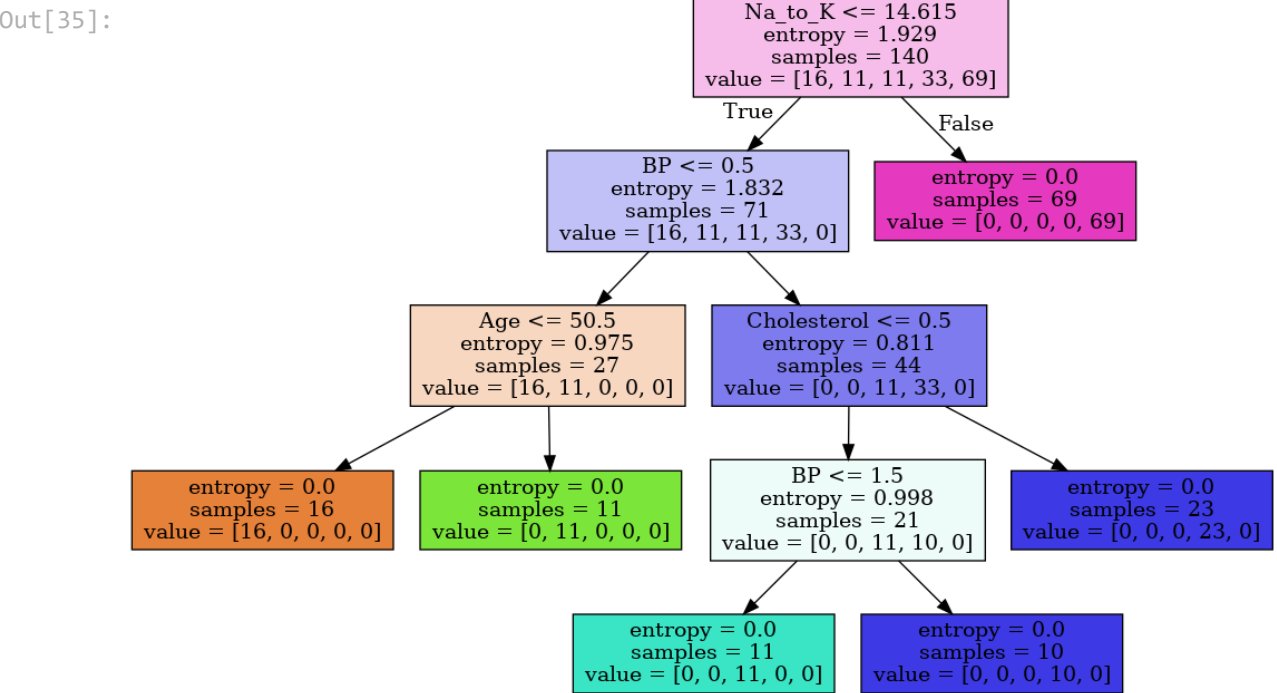 Out[35]:
Na_to_K <= 14.615
entropy = 1.929
samples = 140
value = [16, 11, 11, 33, 69]
True
False
BP <= 0.5
entropy = 1.832
samples = 71
value = [16, 11, 11, 33, 0]
entropy = 0.0
samples = 69
value = [0, 0, 0, 0, 69]
Age <= 50.5
entropy = 0.975
samples = 27
value = [16, 11, 0, 0, 0]
Cholesterol <= 0.5
entropy = 0.811
samples = 44
value = [0, 0, 11, 33, 0]
entropy = 0.0
samples = 16
value = [16, 0, 0, 0, 0]
entropy = 0.0
samples = 11
value = [0, 11, 0, 0, 0]
BP <= 1.5
entropy = 0.998
samples = 21
value = [0, 0, 11, 10, 0]
entropy = 0.0
samples = 23
value = [0, 0, 0, 23, 0]
entropy = 0.0
samples = 11
value = [0, 0, 11, 0, 0]
entropy = 0.0
samples = 10
value = [0, 0, 0, 10, 0]